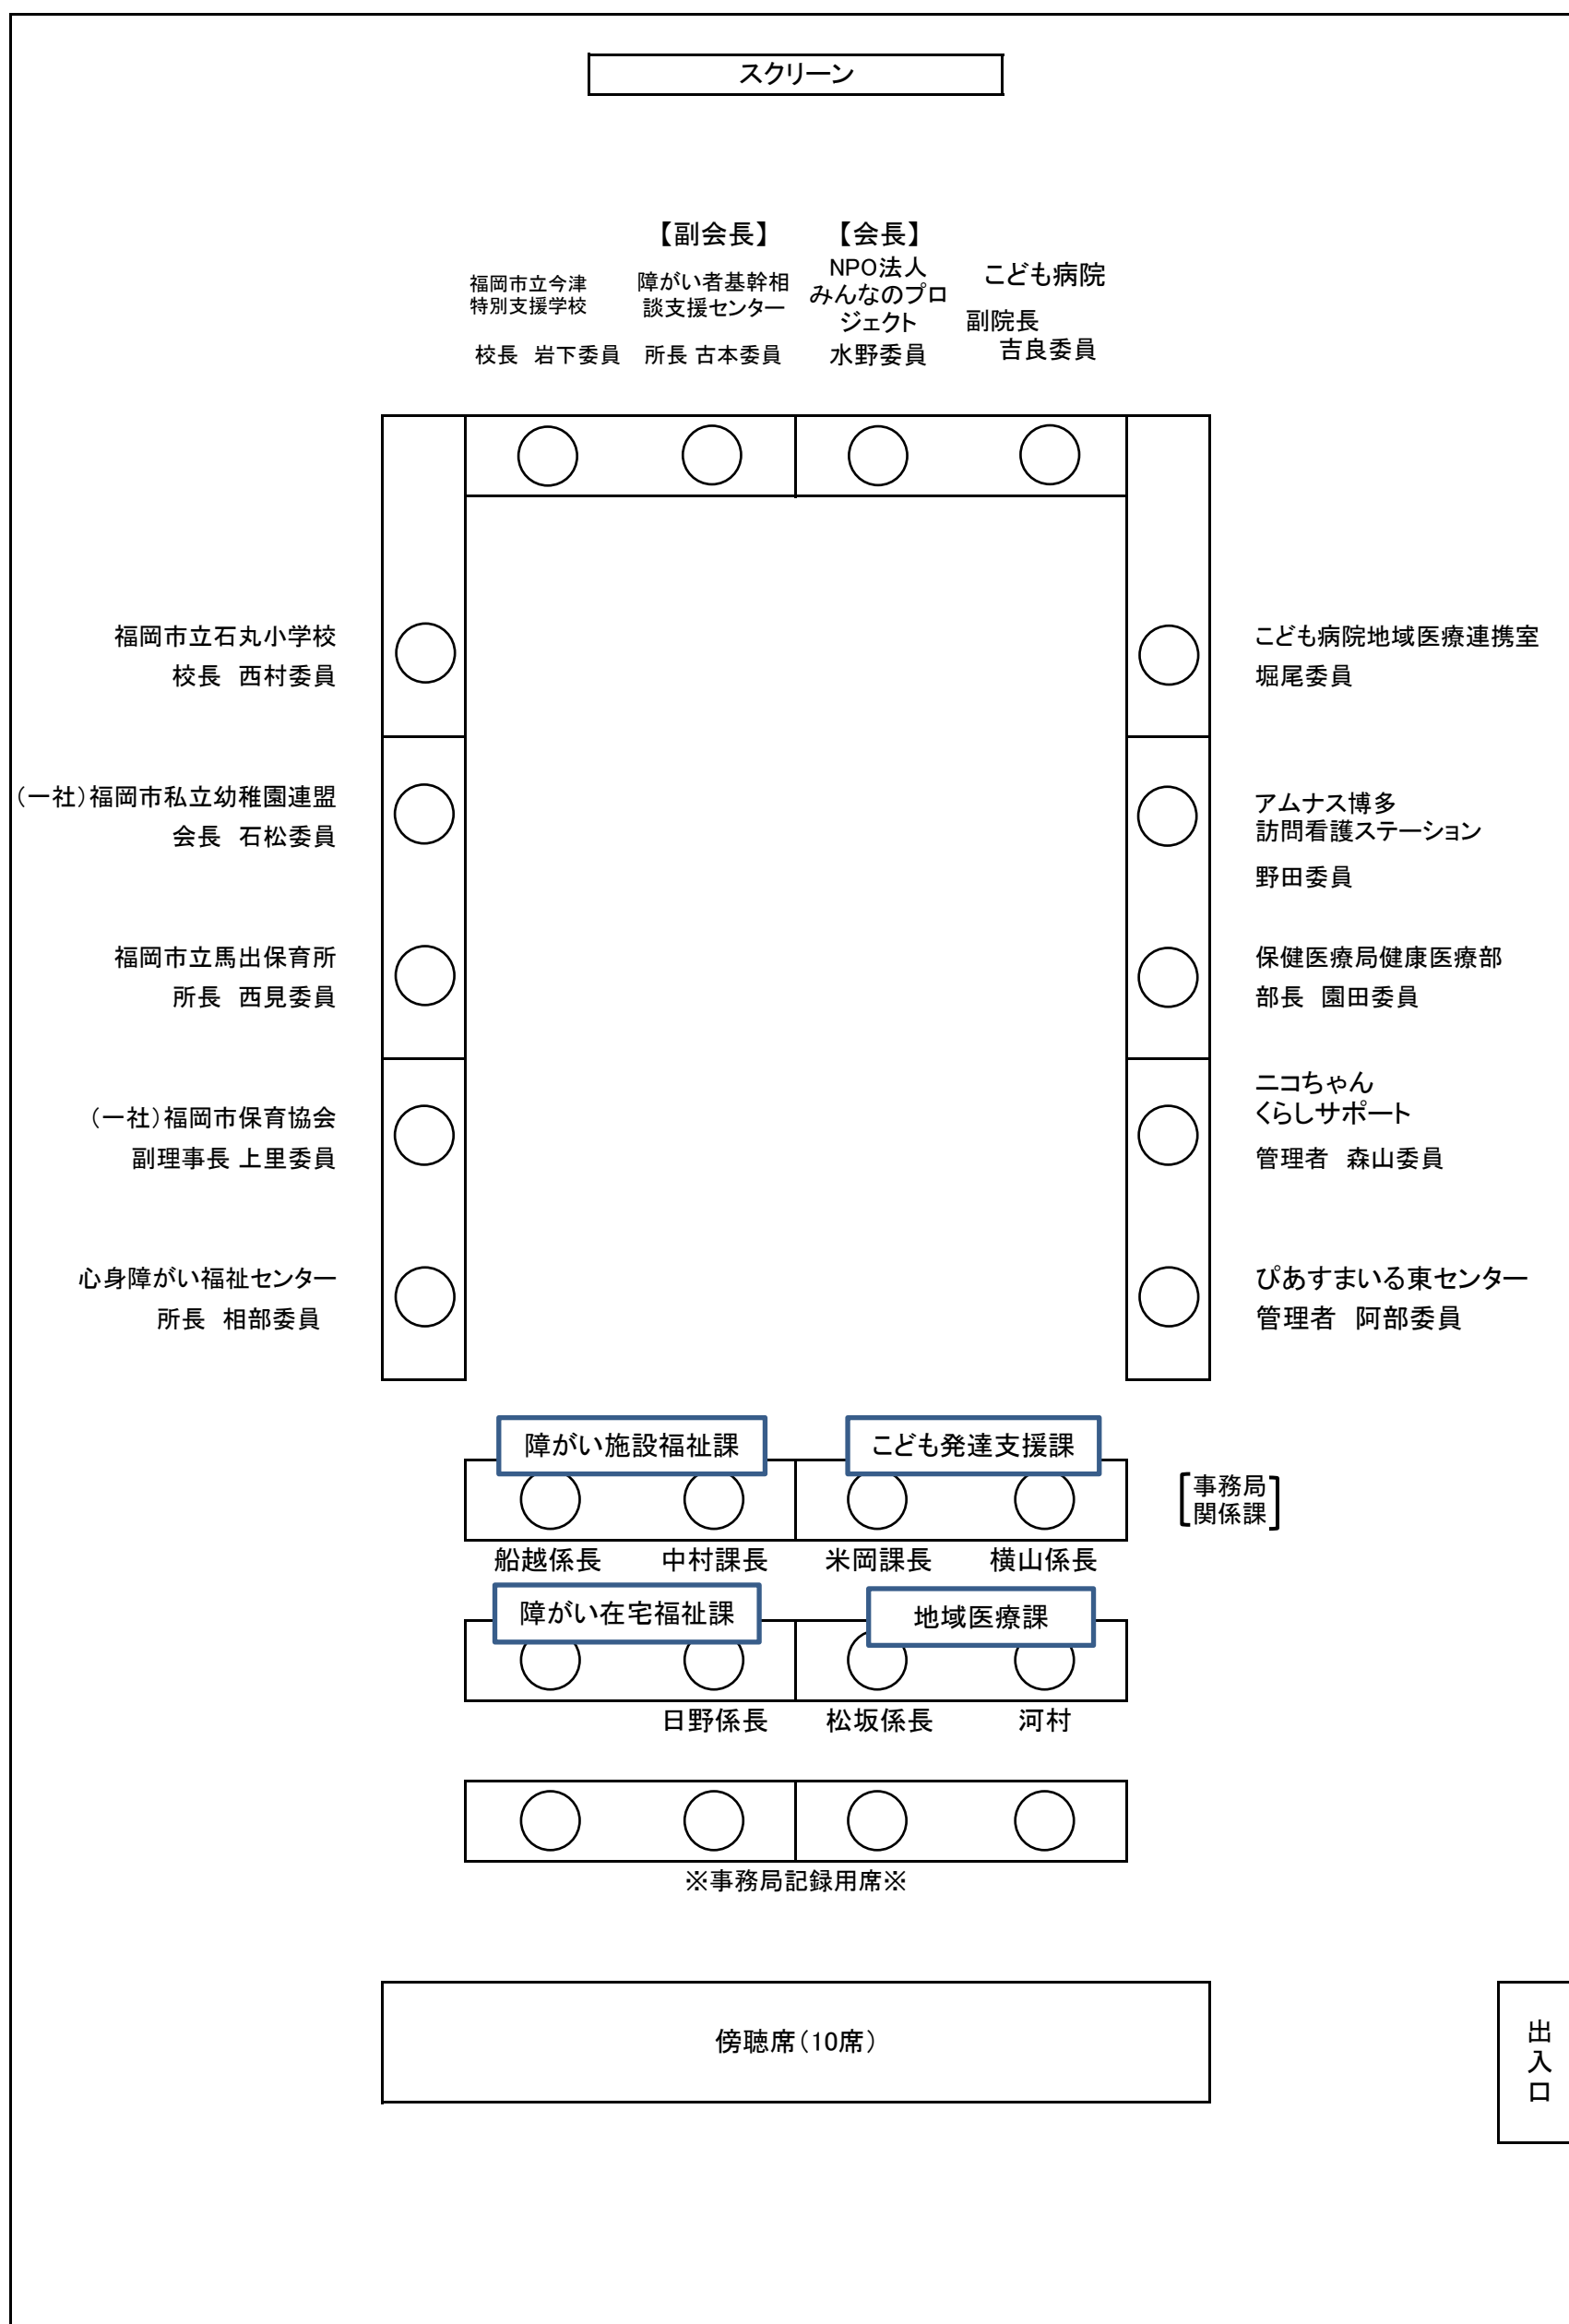 スクリーン
【副会長】
【会長】
福岡市立今津
特別支援学校
校長 岩下委員
障がい者基幹相
談支援センター
所長 古本委員
NPO法人
みんなのプロ
ジェクト
水野委員
こども病院
副院長
吉良委員
福岡市立石丸小学校
校長 西村委員
こども病院地域医療連携室
堀尾委員
(一社)福岡市私立幼稚園連盟
会長 石松委員
アムナス博多
訪問看護ステーション
野田委員
福岡市立馬出保育所
所長 西見委員
保健医療局健康医療部
部長 園田委員
(一社)福岡市保育協会
副理事長 上里委員
ニコちゃん
くらしサポート
管理者 森山委員
心身障がい福祉センター
所長 相部委員
ぴあすまいる東センター
管理者 阿部委員
障がい施設福祉課
こども発達支援課
事務局
関係課
船越係長 中村課長 米岡課長 横山係長
障がい在宅福祉課
地域医療課
日野係長 松坂係長 河村
※事務局記録用席※
傍聴席(10席)
出入口